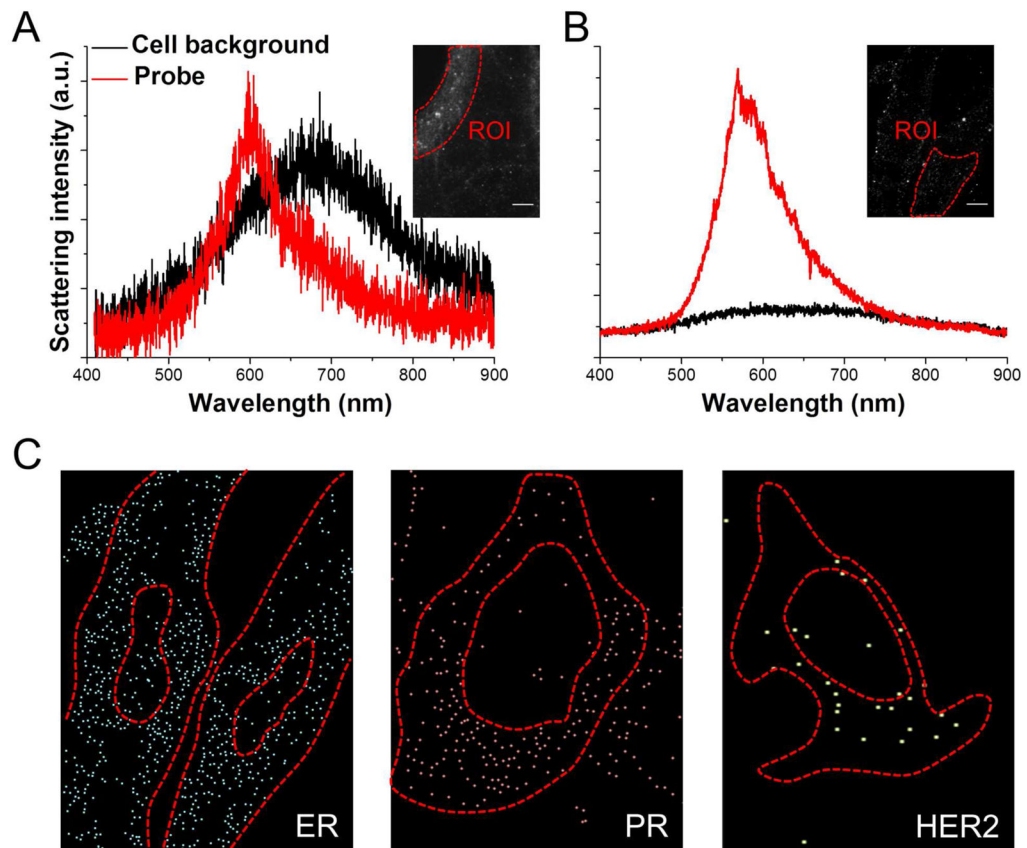 A
Cell background
Probe
ROI
Scattering intensity (a.u.)
400 500 600 700 800 900
Wavelength (nm)
B
ROI
400 500 600 700 800 900
Wavelength (nm)
C
ER
PR
HER2